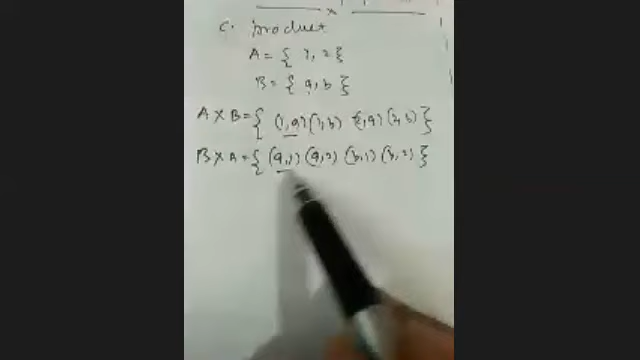 C. product
A = { 1, 2 }
B = { a, b }
A X B = { (1, a) (1, b) (2, a) (2, b) }
B X A = { (a, 1) (a, 2) (b, 1) (b, 2) }